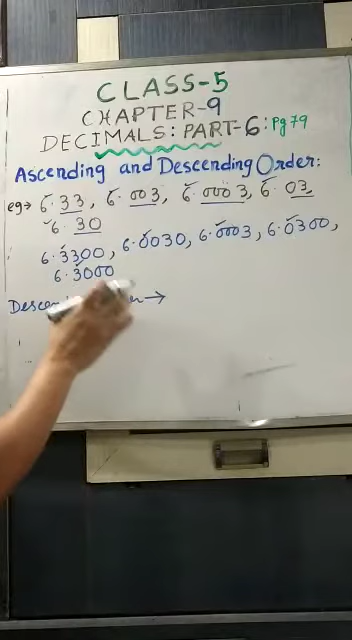 CLASS-5
CHAPTER-9
DECIMALS: PART-6: Pg 79
Ascending and Descending Order:
eg→ 6.33, 6.003, 6.0003, 6.03,
6.30
6.3300, 6.0030, 6.0003, 6.0300,
6.3000
→